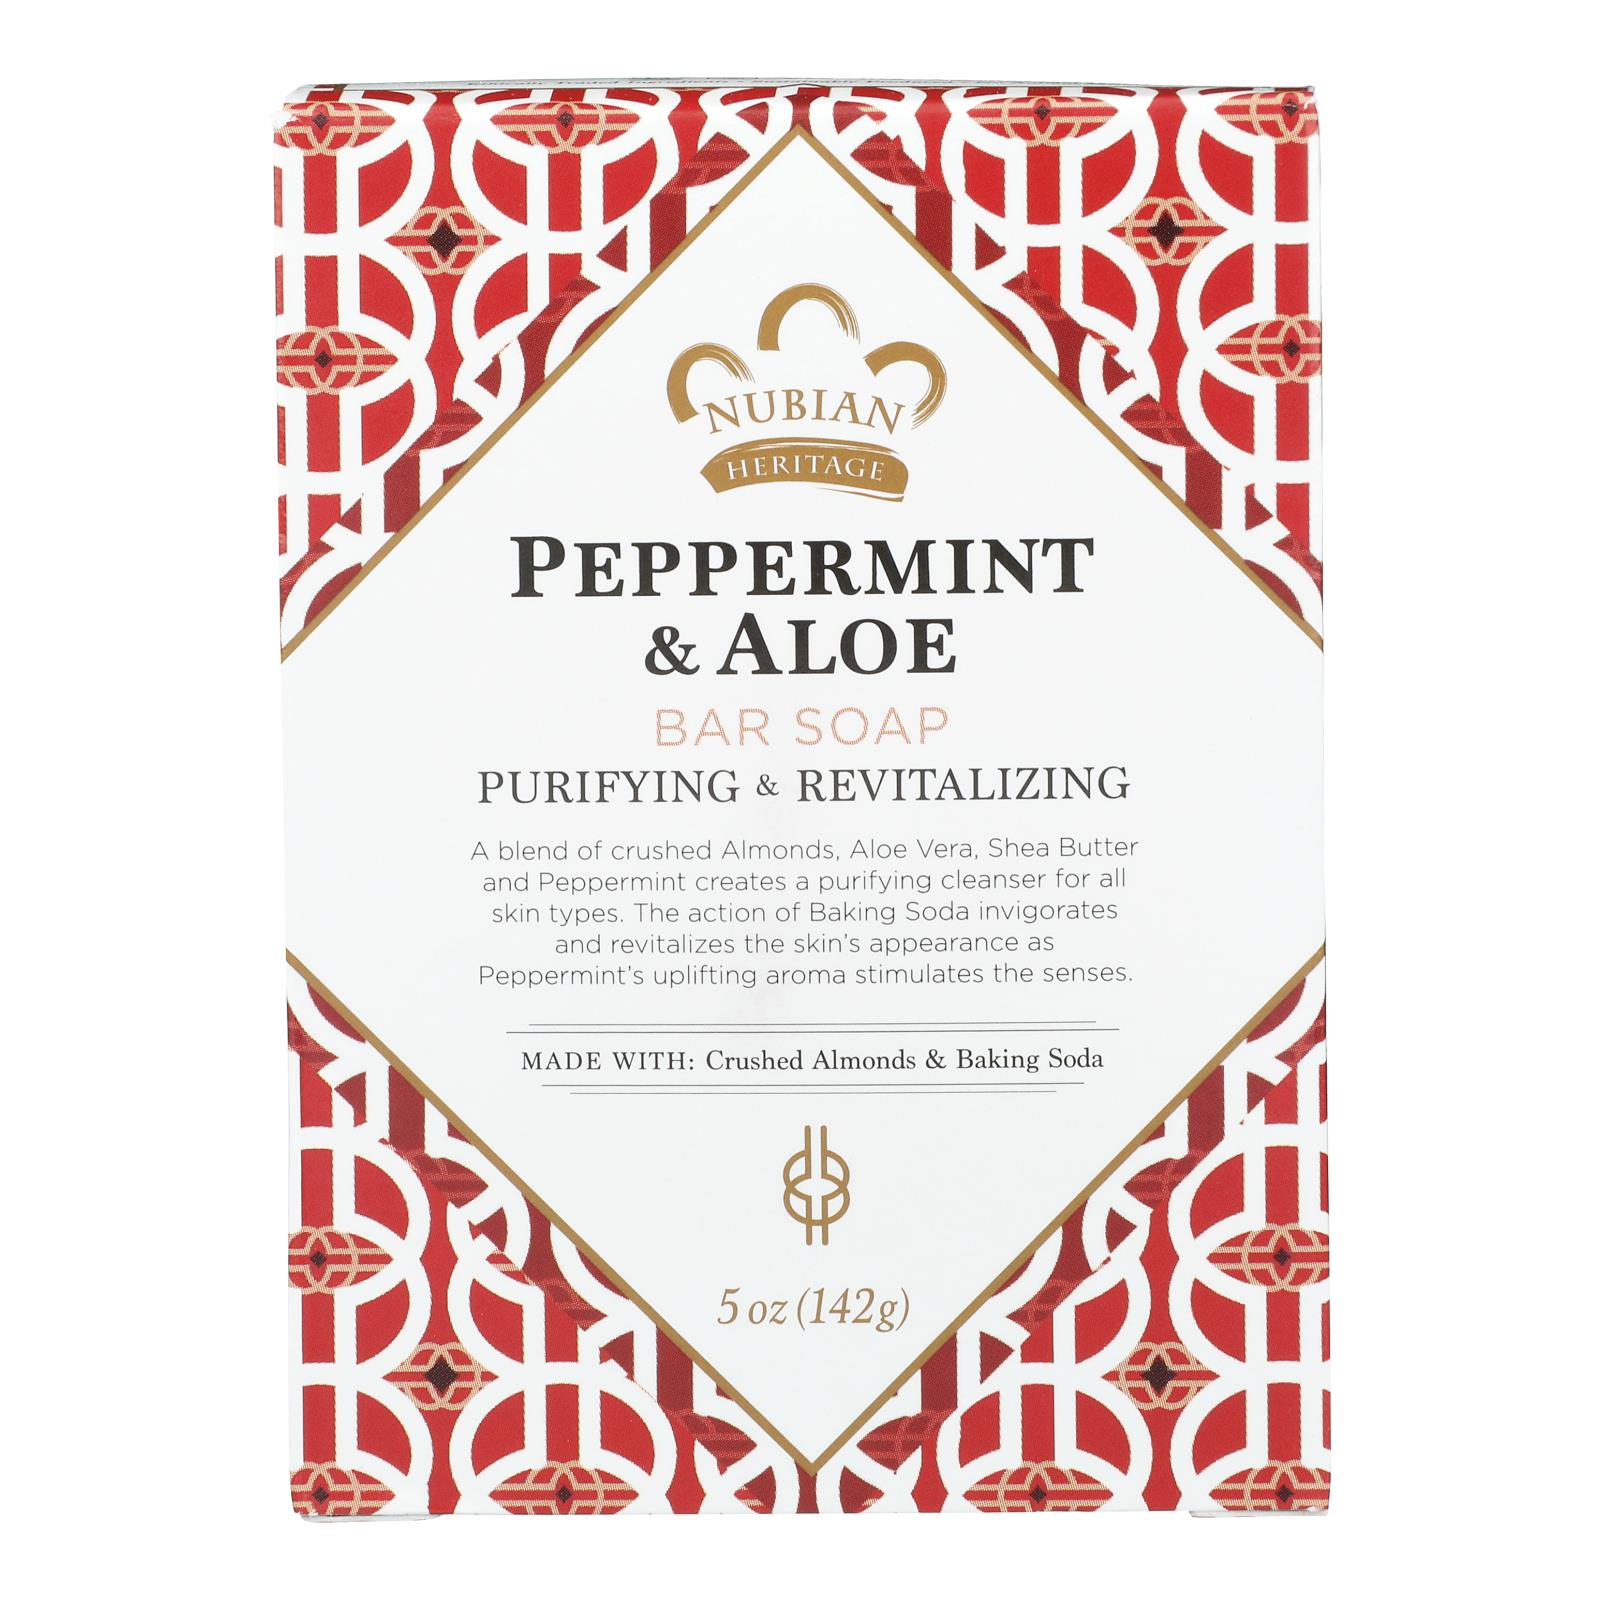 NUBIAN
HERITAGE
PEPPERMINT
& ALOE
BAR SOAP
PURIFYING & REVITALIZING
A blend of crushed Almonds, Aloe Vera, Shea Butter
and Peppermint creates a purifying cleanser for all
skin types. The action of Baking Soda invigorates
and revitalizes the skin's appearance as
Peppermint's uplifting aroma stimulates the senses.
MADE WITH: Crushed Almonds & Baking Soda
5 oz (142g)